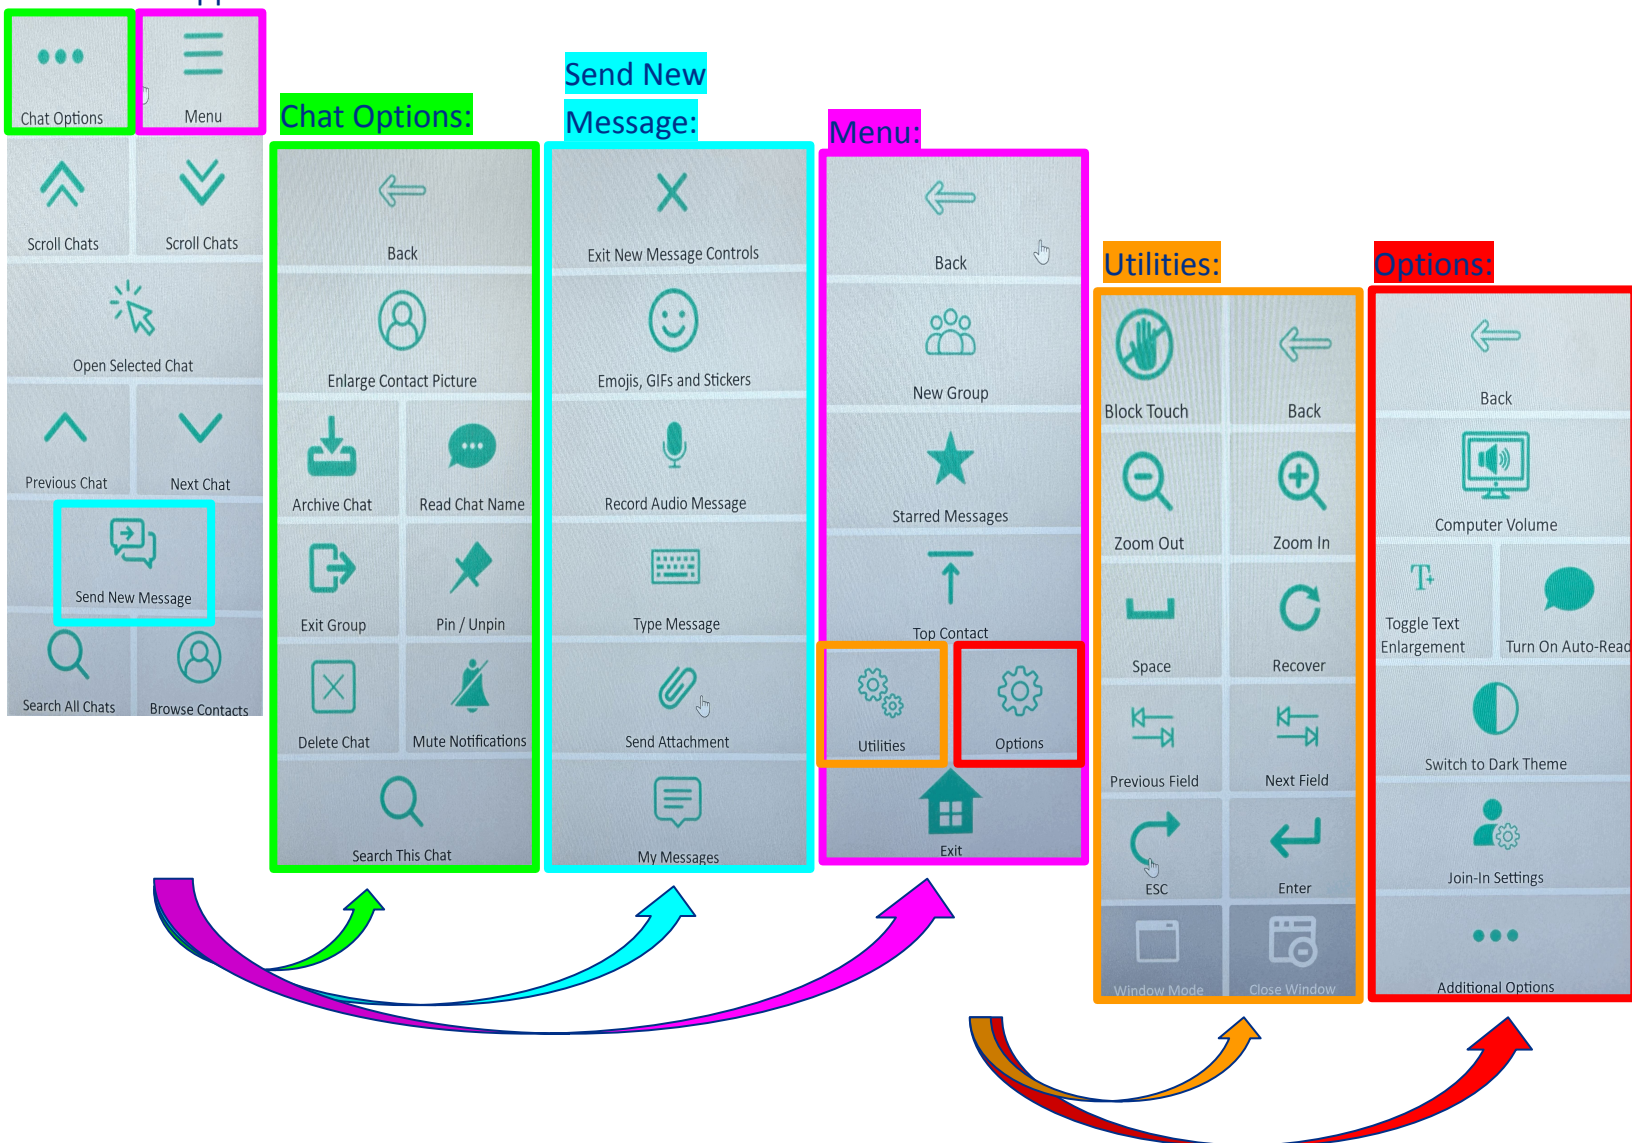 Chat Options
Menu
Scroll Chats
Scroll Chats
Open Selected Chat
Previous Chat
Next Chat
Send New Message
Search All Chats
Browse Contacts
Chat Options:
Back
Enlarge Contact Picture
Archive Chat
Read Chat Name
Exit Group
Pin / Unpin
Delete Chat
Mute Notifications
Search This Chat
Send New
Message:
Exit New Message Controls
Emojis, GIFs and Stickers
Record Audio Message
Type Message
Send Attachment
My Messages
Menu:
Back
New Group
Starred Messages
Top Contact
Utilities
Options
Exit
Utilities:
Block Touch
Back
Zoom Out
Zoom In
Space
Recover
Previous Field
Next Field
ESC
Enter
Window Mode
Close Window
Options:
Back
Computer Volume
Toggle Text
Enlargement
Turn On Auto-Read
Switch to Dark Theme
Join-In Settings
Additional Options